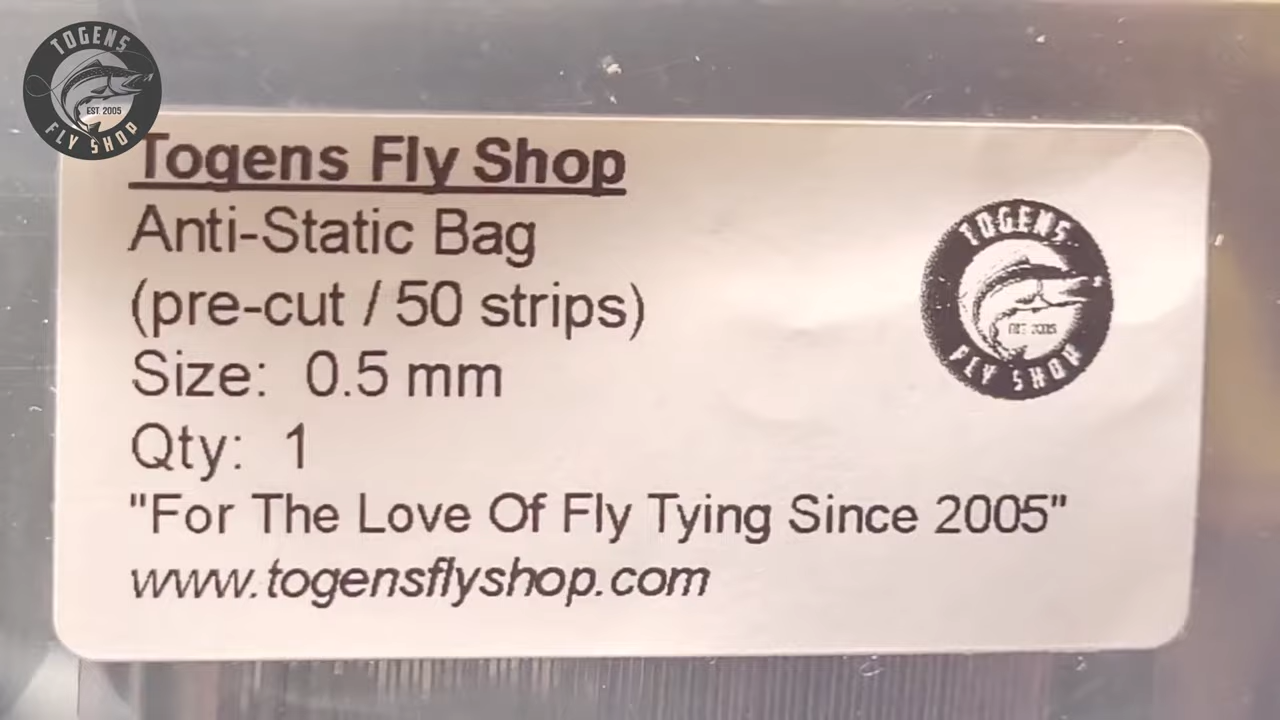 TOGENS
EST. 2005
FLY SHOP
Togens Fly Shop
Anti-Static Bag
(pre-cut / 50 strips)
Size: 0.5 mm
Qty: 1
"For The Love Of Fly Tying Since 2005"
www.togensflyshop.com
TOGENS
EST 2005
FLY SHOP